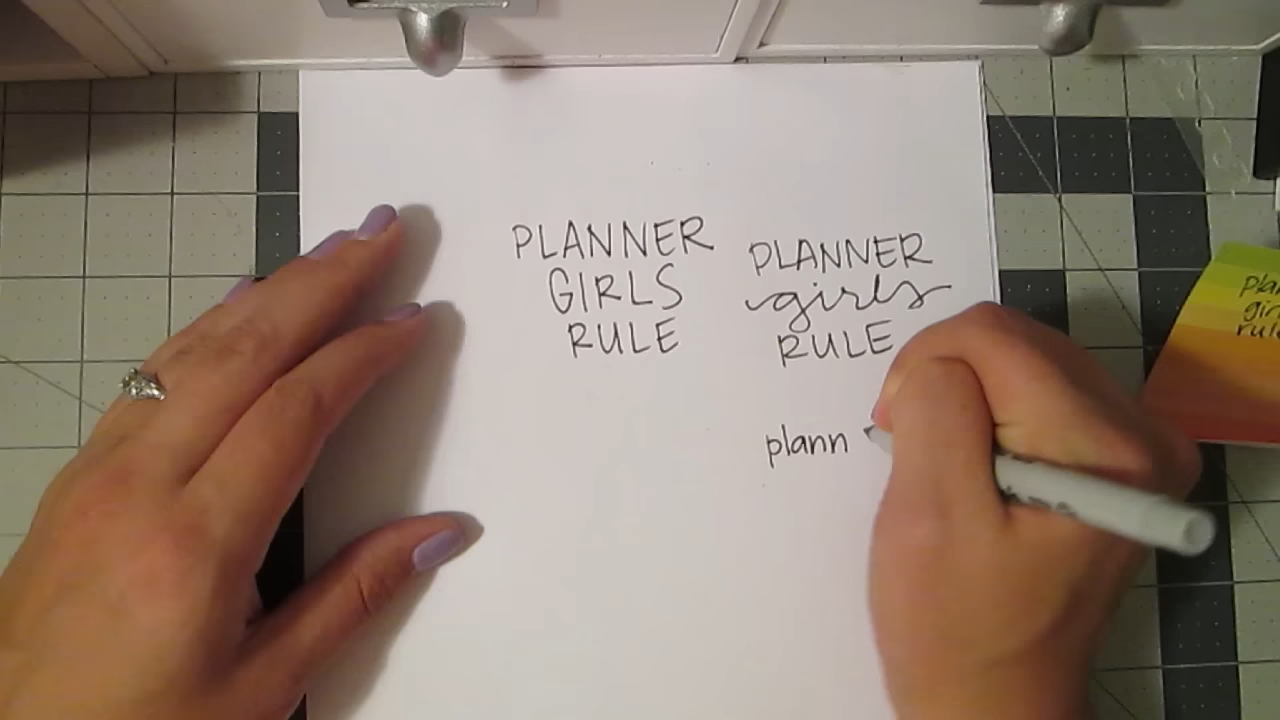 PLANNER
GIRLS
RULE
PLANNER
girls
RULE
plann